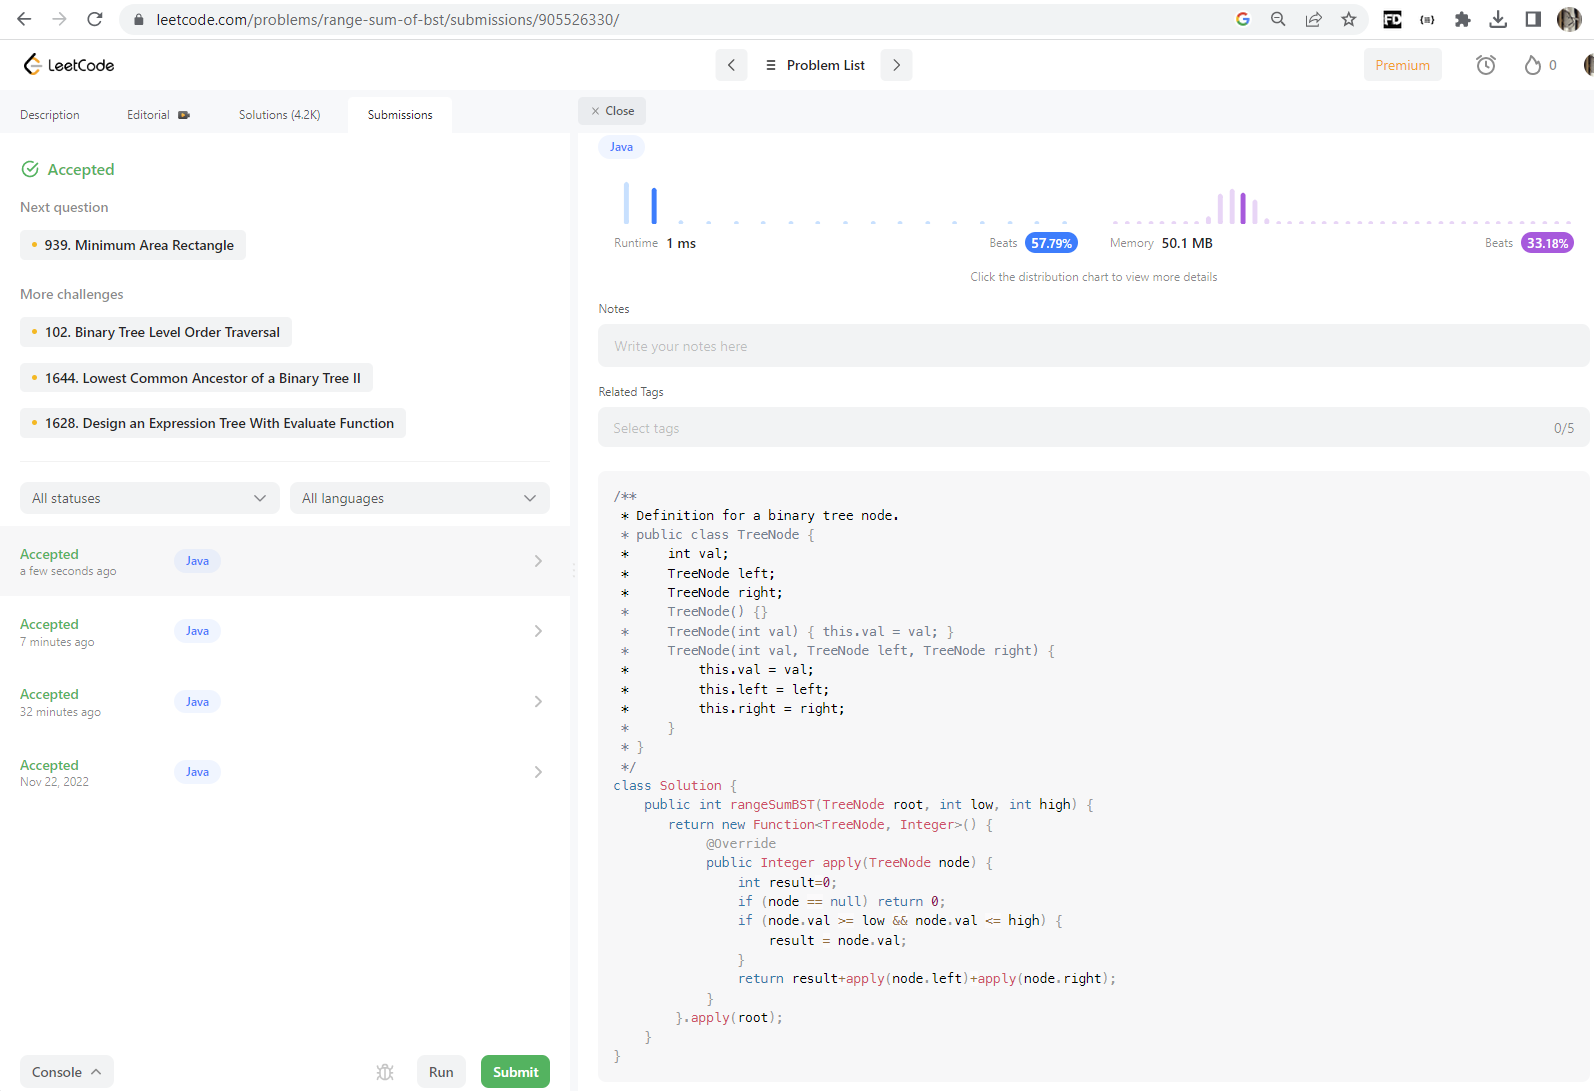 leetcode.com/problems/range-sum-of-bst/submissions/905526330/
LeetCode
Problem List
Premium
0
Description
Editorial
Solutions (4.2K)
Submissions
Accepted
Next question
939. Minimum Area Rectangle
More challenges
102. Binary Tree Level Order Traversal
1644. Lowest Common Ancestor of a Binary Tree II
1628. Design an Expression Tree With Evaluate Function
All statuses
All languages
Accepted
a few seconds ago
Java
Accepted
7 minutes ago
Java
Accepted
32 minutes ago
Java
Accepted
Nov 22, 2022
Java
Console
Run
Submit
× Close
Java
Runtime 1 ms
Beats 57.79%
Memory 50.1 MB
Beats 33.18%
Click the distribution chart to view more details
Notes
Write your notes here
Related Tags
Select tags
0/5
/**
 * Definition for a binary tree node.
 * public class TreeNode {
 *     int val;
 *     TreeNode left;
 *     TreeNode right;
 *     TreeNode() {}
 *     TreeNode(int val) { this.val = val; }
 *     TreeNode(int val, TreeNode left, TreeNode right) {
 *         this.val = val;
 *         this.left = left;
 *         this.right = right;
 *     }
 * }
 */
class Solution {
    public int rangeSumBST(TreeNode root, int low, int high) {
       return new Function<TreeNode, Integer>() {
            @Override
            public Integer apply(TreeNode node) {
                int result=0;
                if (node == null) return 0;
                if (node.val >= low && node.val <= high) {
                    result = node.val;
                }
                return result+apply(node.left)+apply(node.right);
            }
        }.apply(root);
    }
}
FD